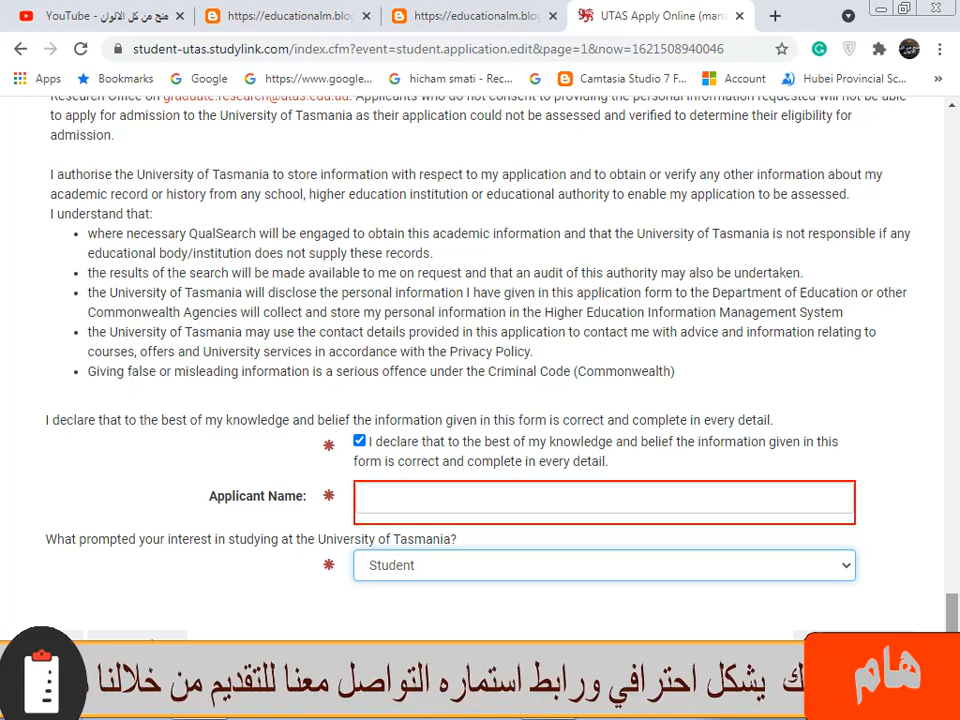 YouTube - منح من كل الالوان
https://educationalm.blog
https://educationalm.blog
UTAS Apply Online (man
student-utas.studylink.com/index.cfm?event=student.application.edit&page=1&now=1621508940046
Apps Bookmarks Google https://www.google... hicham smati - Rec... Camtasia Studio 7 F... Account Hubei Provincial Sc... »
Research Office on graduate.research@utas.edu.au. Applicants who do not consent to providing the personal information requested will not be able
to apply for admission to the University of Tasmania as their application could not be assessed and verified to determine their eligibility for
admission.
I authorise the University of Tasmania to store information with respect to my application and to obtain or verify any other information about my
academic record or history from any school, higher education institution or educational authority to enable my application to be assessed.
I understand that:
• where necessary QualSearch will be engaged to obtain this academic information and that the University of Tasmania is not responsible if any
educational body/institution does not supply these records.
• the results of the search will be made available to me on request and that an audit of this authority may also be undertaken.
• the University of Tasmania will disclose the personal information I have given in this application form to the Department of Education or other
Commonwealth Agencies will collect and store my personal information in the Higher Education Information Management System
• the University of Tasmania may use the contact details provided in this application to contact me with advice and information relating to
courses, offers and University services in accordance with the Privacy Policy.
• Giving false or misleading information is a serious offence under the Criminal Code (Commonwealth)
I declare that to the best of my knowledge and belief the information given in this form is correct and complete in every detail.
I declare that to the best of my knowledge and belief the information given in this
form is correct and complete in every detail.
Applicant Name:
What prompted your interest in studying at the University of Tasmania?
Student
يشكل احترافي ورابط استماره التواصل معنا للتقديم من خلالنا
هام